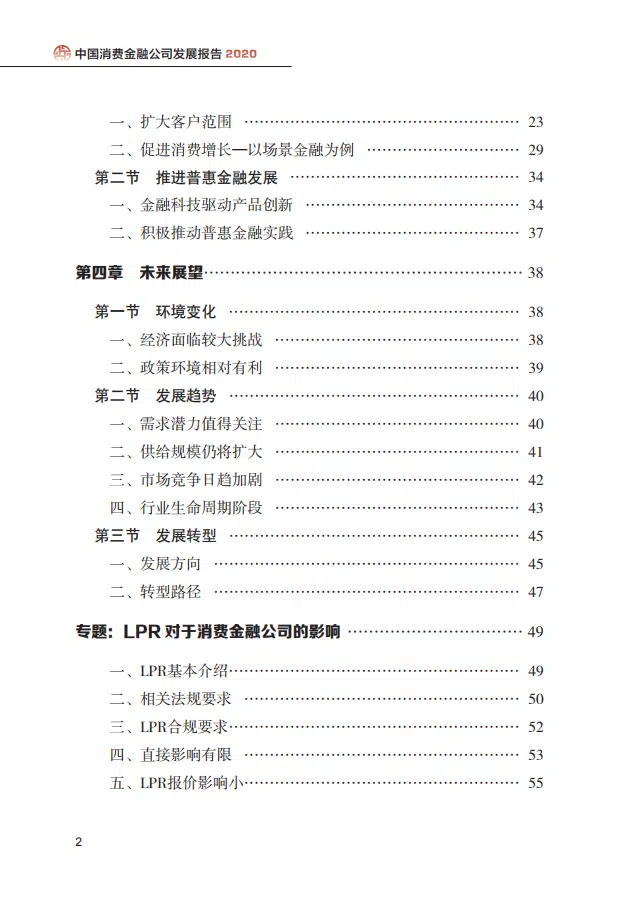 中国消费金融公司发展报告 2020
一、扩大客户范围 …………………………………………… 23
二、促进消费增长—以场景金融为例 …………………………… 29
第二节 推进普惠金融发展 …………………………………… 34
一、金融科技驱动产品创新 ………………………………… 34
二、积极推动普惠金融实践 ………………………………… 37
第四章 未来展望………………………………………………… 38
第一节 环境变化 …………………………………………… 38
一、经济面临较大挑战 ……………………………………… 38
二、政策环境相对有利 ……………………………………… 39
第二节 发展趋势 …………………………………………… 40
一、需求潜力值得关注 ……………………………………… 40
二、供给规模仍将扩大 ……………………………………… 41
三、市场竞争日趋加剧 ……………………………………… 42
四、行业生命周期阶段 ……………………………………… 43
第三节 发展转型 …………………………………………… 45
一、发展方向 ………………………………………………… 45
二、转型路径 ………………………………………………… 47
专题：LPR 对于消费金融公司的影响 ………………………… 49
一、LPR基本介绍……………………………………………… 49
二、相关法规要求 …………………………………………… 50
三、LPR合规要求……………………………………………… 52
四、直接影响有限 …………………………………………… 53
五、LPR报价影响小…………………………………………… 55
2